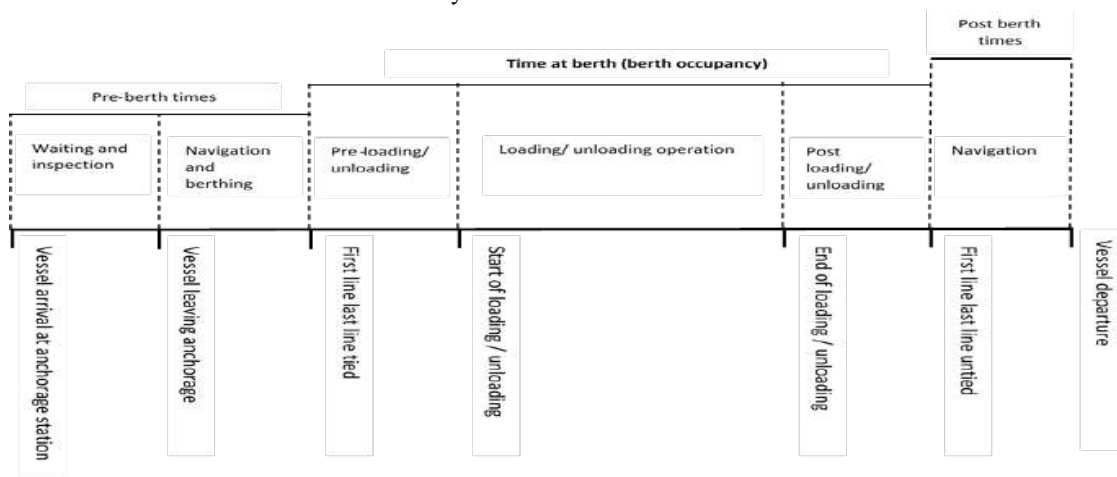 Post berth
times
Time at berth (berth occupancy)
Pre-berth times
Waiting and
inspection
Navigation
and
berthing
Pre-loading/
unloading
Loading/ unloading operation
Post
loading/
unloading
Navigation
Vessel arrival at anchorage station
Vessel leaving anchorage
First line last line tied
Start of loading / unloading
End of loading / unloading
First line last line untied
Vessel departure